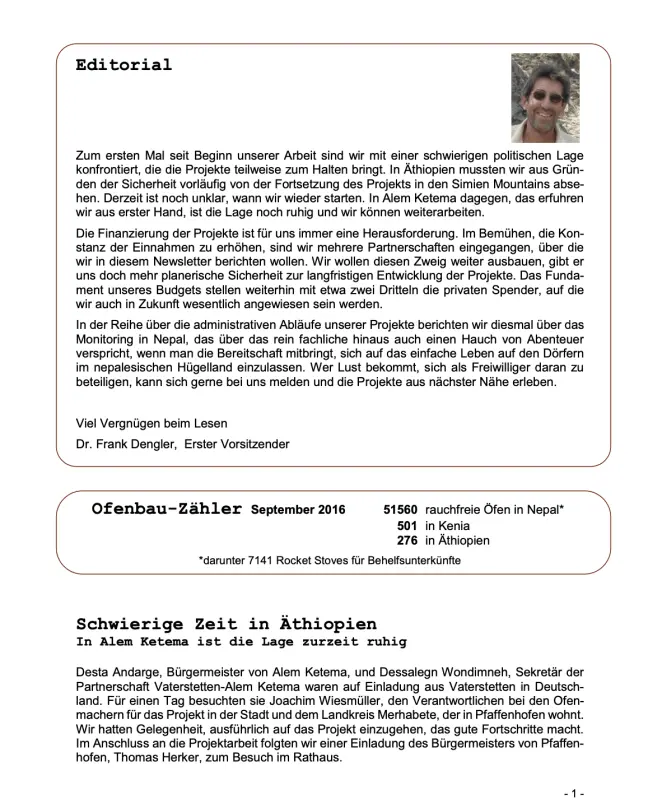 Editorial
Zum ersten Mal seit Beginn unserer Arbeit sind wir mit einer schwierigen politischen Lage
konfrontiert, die die Projekte teilweise zum Halten bringt. In Äthiopien mussten wir aus Grün-
den der Sicherheit vorläufig von der Fortsetzung des Projekts in den Simien Mountains abse-
hen. Derzeit ist noch unklar, wann wir wieder starten. In Alem Ketema dagegen, das erfuhren
wir aus erster Hand, ist die Lage noch ruhig und wir können weiterarbeiten.
Die Finanzierung der Projekte ist für uns immer eine Herausforderung. Im Bemühen, die Kon-
stanz der Einnahmen zu erhöhen, sind wir mehrere Partnerschaften eingegangen, über die
wir in diesem Newsletter berichten wollen. Wir wollen diesen Zweig weiter ausbauen, gibt er
uns doch mehr planerische Sicherheit zur langfristigen Entwicklung der Projekte. Das Funda-
ment unseres Budgets stellen weiterhin mit etwa zwei Dritteln die privaten Spender, auf die
wir auch in Zukunft wesentlich angewiesen sein werden.
In der Reihe über die administrativen Abläufe unserer Projekte berichten wir diesmal über das
Monitoring in Nepal, das über das rein fachliche hinaus auch einen Hauch von Abenteuer
verspricht, wenn man die Bereitschaft mitbringt, sich auf das einfache Leben auf den Dörfern
im nepalesischen Hügelland einzulassen. Wer Lust bekommt, sich als Freiwilliger daran zu
beteiligen, kann sich gerne bei uns melden und die Projekte aus nächster Nähe erleben.
Viel Vergnügen beim Lesen
Dr. Frank Dengler, Erster Vorsitzender
Ofenbau-Zähler September 2016 51560 rauchfreie Öfen in Nepal*
501 in Kenia
276 in Äthiopien
*darunter 7141 Rocket Stoves für Behelfsunterkünfte
Schwierige Zeit in Äthiopien
In Alem Ketema ist die Lage zurzeit ruhig
Desta Andarge, Bürgermeister von Alem Ketema, und Dessalegn Wondimneh, Sekretär der
Partnerschaft Vaterstetten-Alem Ketema waren auf Einladung aus Vaterstetten in Deutsch-
land. Für einen Tag besuchten sie Joachim Wiesmüller, den Verantwortlichen bei den Ofen-
machern für das Projekt in der Stadt und dem Landkreis Merhabete, der in Pfaffenhofen wohnt.
Wir hatten Gelegenheit, ausführlich auf das Projekt einzugehen, das gute Fortschritte macht.
Im Anschluss an die Projektarbeit folgten wir einer Einladung des Bürgermeisters von Pfaffen-
hofen, Thomas Herker, zum Besuch im Rathaus.
- 1 -